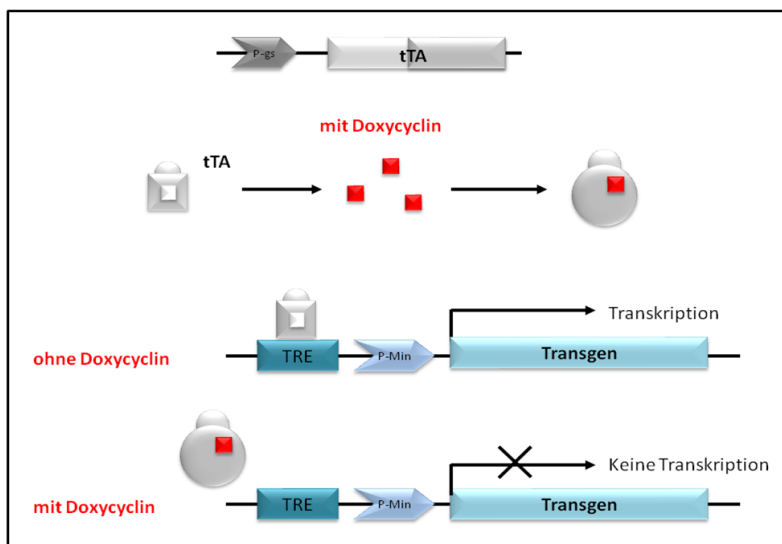 P-gs
tTA
mit Doxycyclin
tTA
Transkription
ohne Doxycyclin
TRE
P-Min
Transgen
Keine Transkription
mit Doxycyclin
TRE
P-Min
Transgen